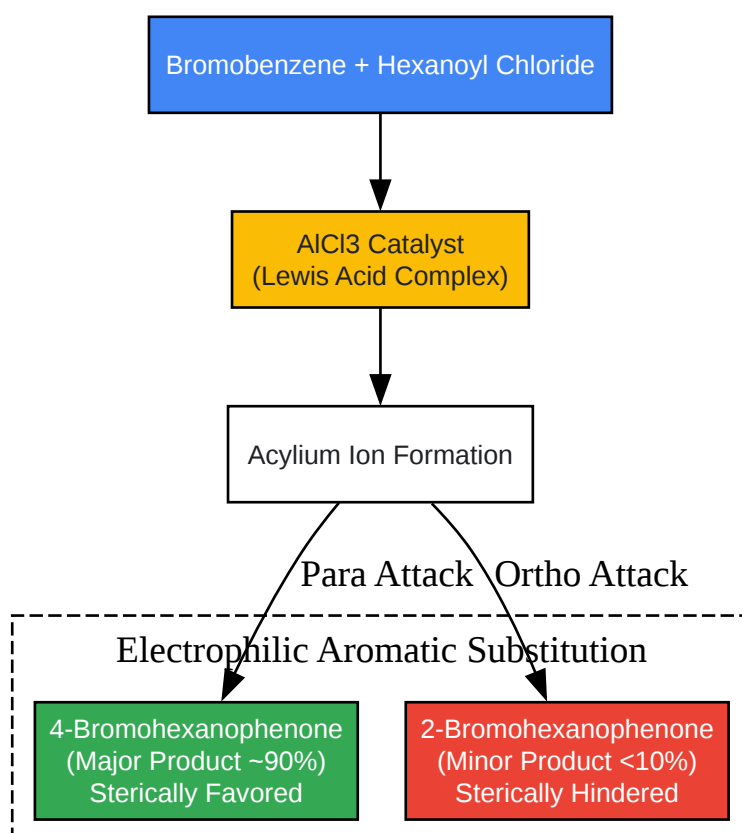 Bromobenzene + Hexanoyl Chloride
AlCl3 Catalyst
(Lewis Acid Complex)
Acylium Ion Formation
Para Attack
Ortho Attack
Electrophilic Aromatic Substitution
4-Bromohexanophenone
(Major Product ~90%)
Sterically Favored
2-Bromohexanophenone
(Minor Product <10%)
Sterically Hindered